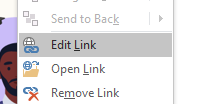 Send to Back
Edit Link
Open Link
Remove Link